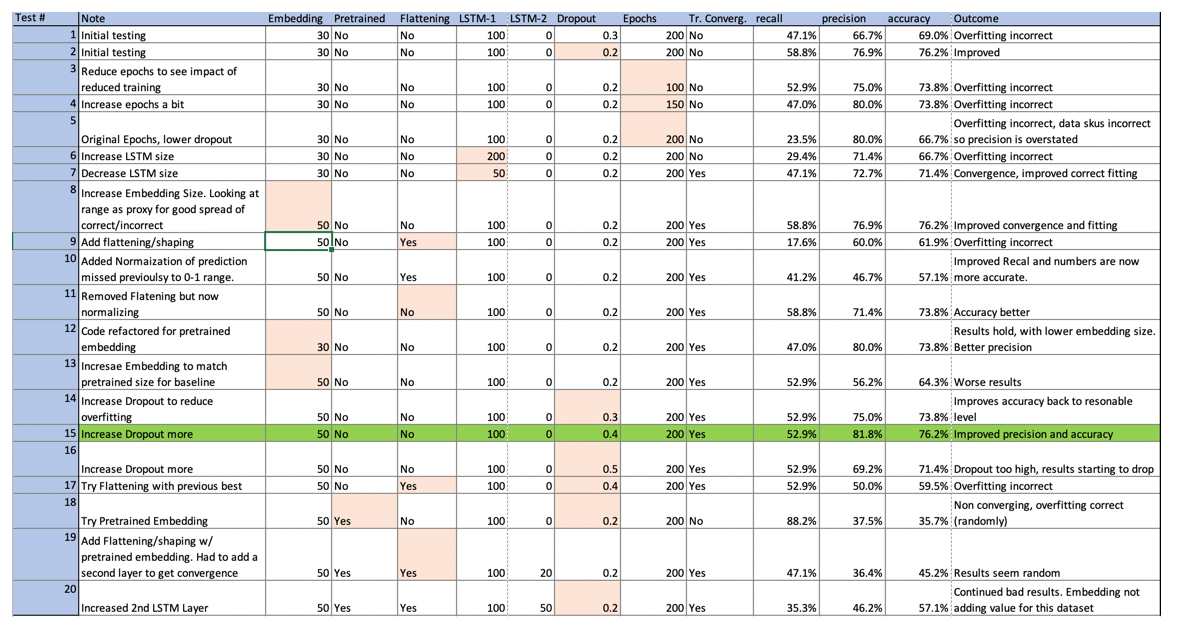 Test # Note Embedding Pretrained Flattening LSTM-1 LSTM-2 Dropout Epochs Tr. Converg. recall precision accuracy Outcome
1 Initial testing 30 No No 100 0 0.3 200 No 47.1% 66.7% 69.0% Overfitting incorrect
2 Initial testing 30 No No 100 0 0.2 200 No 58.8% 76.9% 76.2% Improved
3 Reduce epochs to see impact of
reduced training 30 No No 100 0 0.2 100 No 52.9% 75.0% 73.8% Overfitting incorrect
4 Increase epochs a bit 30 No No 100 0 0.2 150 No 47.0% 80.0% 73.8% Overfitting incorrect
5 Overfitting incorrect, data skus incorrect
Original Epochs, lower dropout 30 No No 100 0 0.2 200 No 23.5% 80.0% 66.7% so precision is overstated
6 Increase LSTM size 30 No No 200 0 0.2 200 No 29.4% 71.4% 66.7% Overfitting incorrect
7 Decrease LSTM size 30 No No 50 0 0.2 200 Yes 47.1% 72.7% 71.4% Convergence, improved correct fitting
8 Increase Embedding Size. Looking at
range as proxy for good spread of
correct/incorrect 50 No No 100 0 0.2 200 Yes 58.8% 76.9% 76.2% Improved convergence and fitting
9 Add flattening/shaping 50 No Yes 100 0 0.2 200 Yes 17.6% 60.0% 61.9% Overfitting incorrect
10 Added Normaization of prediction Improved Recal and numbers are now
missed previoulsy to 0-1 range. 50 No Yes 100 0 0.2 200 Yes 41.2% 46.7% 57.1% more accurate.
11 Removed Flatening but now
normalizing 50 No No 100 0 0.2 200 Yes 58.8% 71.4% 73.8% Accuracy better
12 Code refactored for pretrained Results hold, with lower embedding size.
embedding 30 No No 100 0 0.2 200 Yes 47.0% 80.0% 73.8% Better precision
13 Incresae Embedding to match
pretrained size for baseline 50 No No 100 0 0.2 200 Yes 52.9% 56.2% 64.3% Worse results
14 Increase Dropout to reduce Improves accuracy back to resonable
overfitting 50 No No 100 0 0.3 200 Yes 52.9% 75.0% 73.8% level
15 Increase Dropout more 50 No No 100 0 0.4 200 Yes 52.9% 81.8% 76.2% Improved precision and accuracy
16
Increase Dropout more 50 No No 100 0 0.5 200 Yes 52.9% 69.2% 71.4% Dropout too high, results starting to drop
17 Try Flattening with previous best 50 No Yes 100 0 0.4 200 Yes 52.9% 50.0% 59.5% Overfitting incorrect
18 Non converging, overfitting correct
Try Pretrained Embedding 50 Yes No 100 0 0.2 200 No 88.2% 37.5% 35.7% (randomly)
19 Add Flattening/shaping w/
pretrained embedding. Had to add a
second layer to get convergence 50 Yes Yes 100 20 0.2 200 Yes 47.1% 36.4% 45.2% Results seem random
20 Continued bad results. Embedding not
Increased 2nd LSTM Layer 50 Yes Yes 100 50 0.2 200 Yes 35.3% 46.2% 57.1% adding value for this dataset